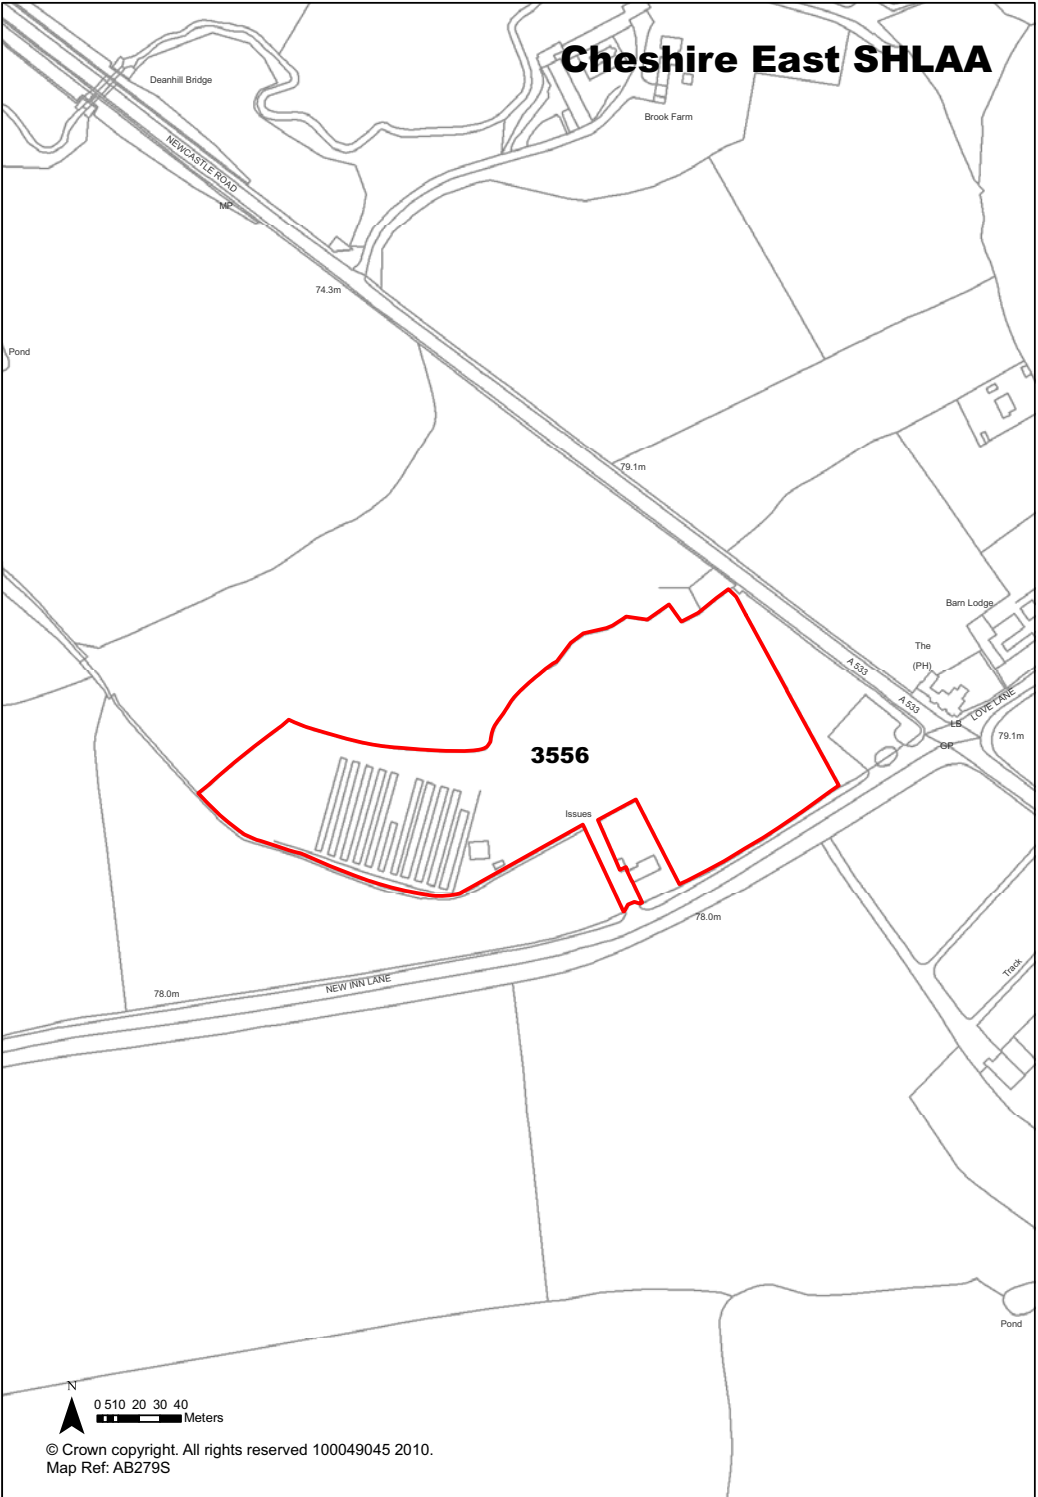 Cheshire East SHLAA
Deanhill Bridge
Brook Farm
NEWCASTLE ROAD
MP
74.3m
Pond
79.1m
Barn Lodge
The
(PH)
A 533
A 533
LOVE LANE
LB
79.1m
GP
3556
Issues
78.0m
Track
NEW INN LANE
78.0m
Pond
N
0 510 20 30 40
Meters
© Crown copyright. All rights reserved 100049045 2010.
Map Ref: AB279S